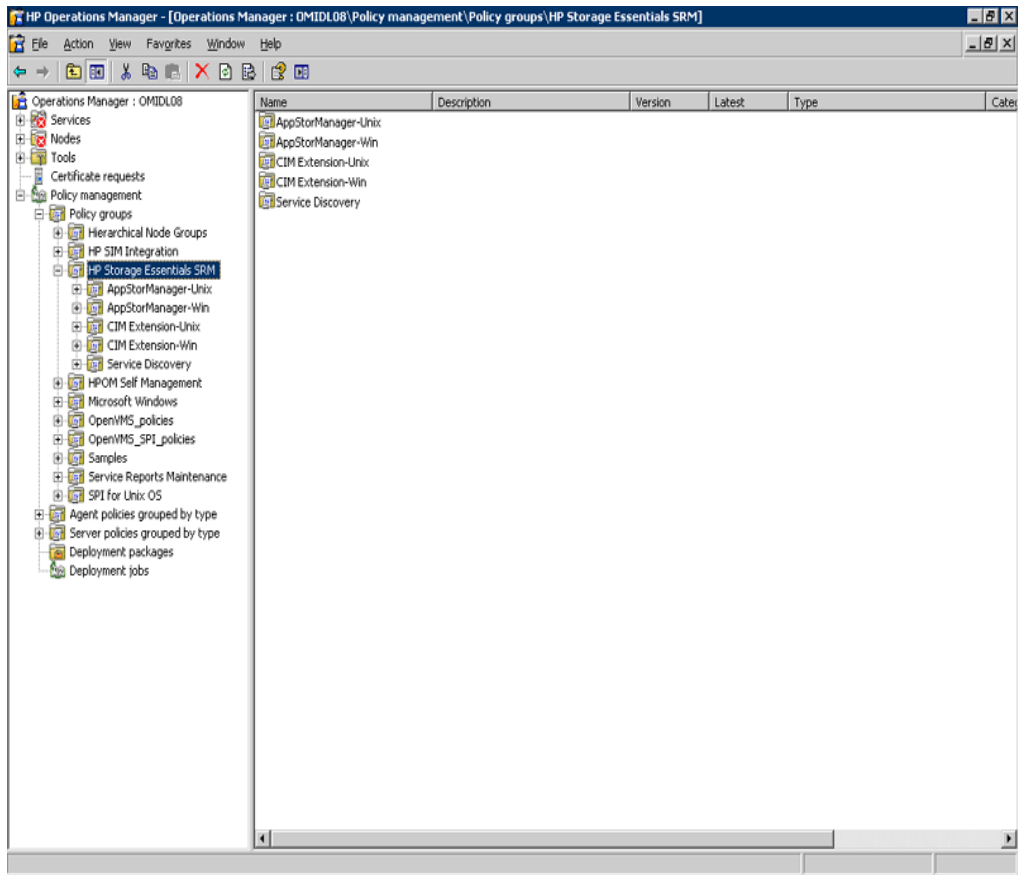 HP Operations Manager - [Operations Manager : OMIDL08\Policy management\Policy groups\HP Storage Essentials SRM]
File Action View Favorites Window Help
Operations Manager : OMIDL08
Services
Nodes
Tools
Certificate requests
Policy management
Policy groups
Hierarchical Node Groups
HP SIM Integration
HP Storage Essentials SRM
AppStorManager-Unix
AppStorManager-Win
CIM Extension-Unix
CIM Extension-Win
Service Discovery
HPOM Self Management
Microsoft Windows
OpenVMS_policies
OpenVMS_SPI_policies
Samples
Service Reports Maintenance
SPI for Unix OS
Agent policies grouped by type
Server policies grouped by type
Deployment packages
Deployment jobs
Name Description Version Latest Type Cate
AppStorManager-Unix
AppStorManager-Win
CIM Extension-Unix
CIM Extension-Win
Service Discovery